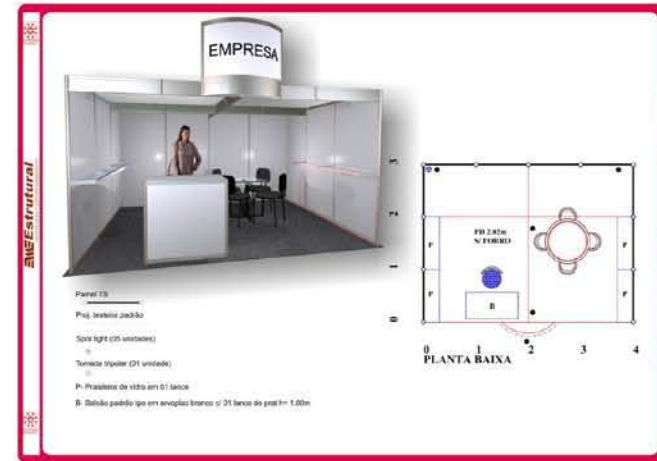 EMPRESA
Estrutural
3
2
1
0
PD 2.02m
S/ FORRO
P
P
P
P
B
0 1 2 3 4
PLANTA BAIXA
Painel TS
Proj. testeira padrão
Spot light (05 unidades)
Tomada tripolar (01 unidade)
P- Prateleira de vidro em 01 lance
B- Balcão padrão tipo em branco c/ 01 lance de prat h= 1.00m